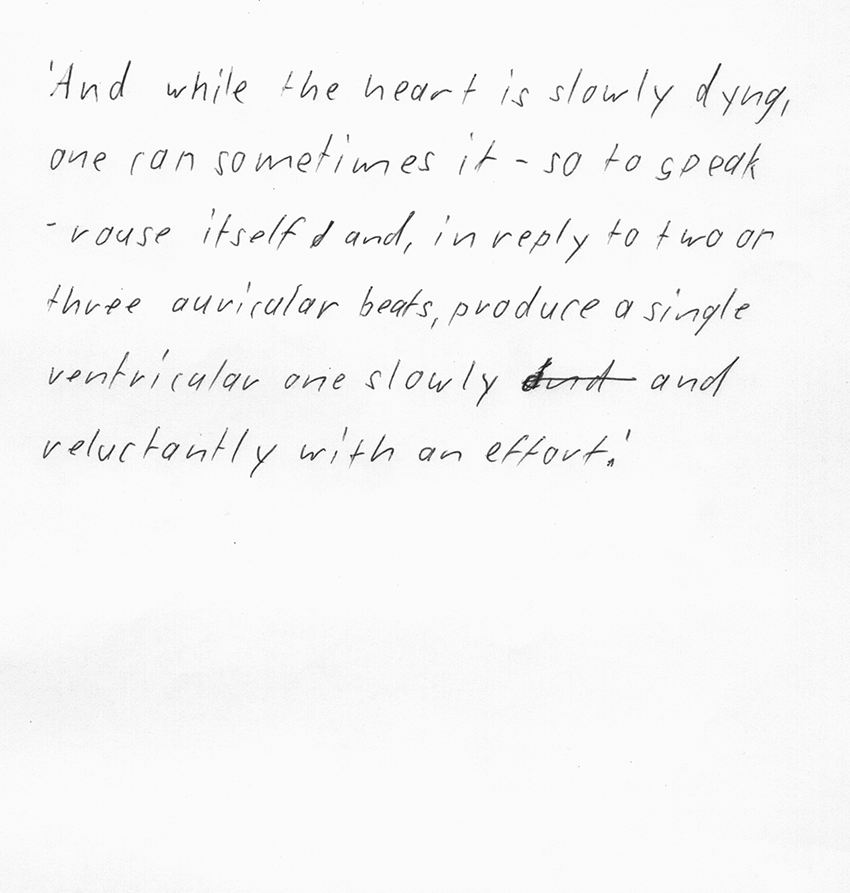 'And while the heart is slowly dyng,
one can sometimes it - so to speak
- rouse itself and, in reply to two or
three auricular beats, produce a single
ventricular one slowly and
reluctantly with an effort.'